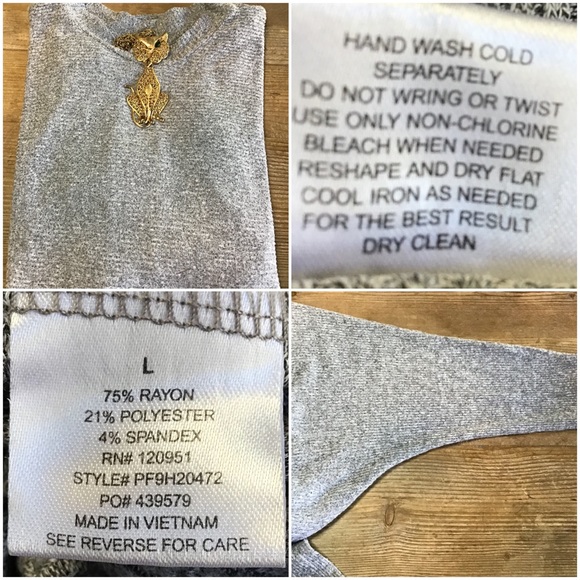 HAND WASH COLD
SEPARATELY
DO NOT WRING OR TWIST
USE ONLY NON-CHLORINE
BLEACH WHEN NEEDED
RESHAPE AND DRY FLAT
COOL IRON AS NEEDED
FOR THE BEST RESULT
DRY CLEAN
L
75% RAYON
21% POLYESTER
4% SPANDEX
RN# 120951
STYLE# PF9H20472
PO# 439579
MADE IN VIETNAM
SEE REVERSE FOR CARE